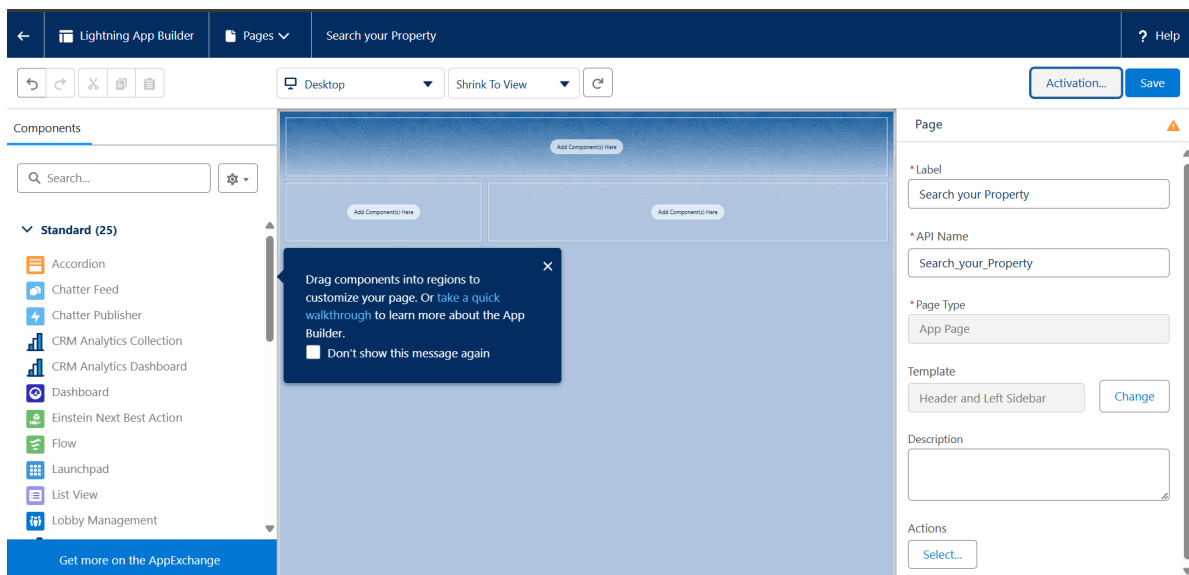 Lightning App Builder
Pages
Search your Property
? Help
Desktop
Shrink To View
Activation...
Save
Components
Search...
Standard (25)
Accordion
Chatter Feed
Chatter Publisher
CRM Analytics Collection
CRM Analytics Dashboard
Dashboard
Einstein Next Best Action
Flow
Launchpad
List View
Lobby Management
Get more on the AppExchange
Add Component(s) Here
Add Component(s) Here
Add Component(s) Here
Drag components into regions to
customize your page. Or take a quick
walkthrough to learn more about the App
Builder.
Don't show this message again
Page
*Label
Search your Property
*API Name
Search_your_Property
*Page Type
App Page
Template
Header and Left Sidebar
Change
Description
Actions
Select...